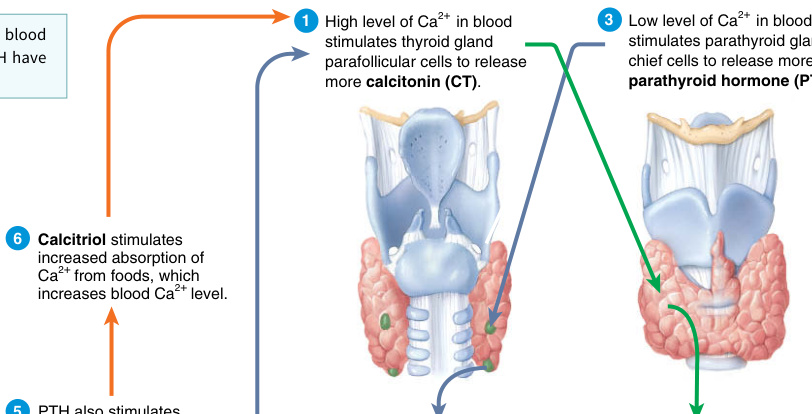 blood
H have
1 High level of Ca2+ in blood
stimulates thyroid gland
parafollicular cells to release
more calcitonin (CT).
3 Low level of Ca2+ in blood
stimulates parathyroid
chief cells to release more
parathyroid hormone
6 Calcitriol stimulates
increased absorption of
Ca2+ from foods, which
increases blood Ca2+ level.
5 PTH also stimulates